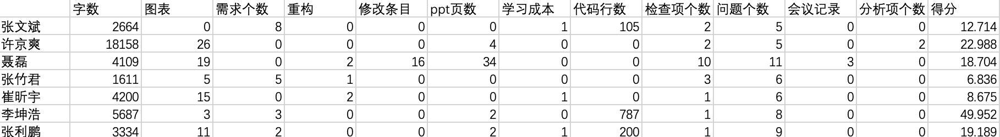 字数 图表 需求个数 重构 修改条目 ppt页数 学习成本 代码行数 检查项个数 问题个数 会议记录 分析项个数 得分
张文斌 2664 0 8 0 0 0 1 105 2 5 0 0 12.714
许京爽 18158 26 0 0 0 4 0 0 2 5 0 2 22.988
聂磊 4109 19 0 2 16 34 0 0 10 11 3 0 18.704
张竹君 1611 5 5 1 0 0 0 0 3 6 0 0 6.836
崔昕宇 4200 15 0 2 0 0 1 0 1 6 0 0 8.675
李坤浩 5687 3 3 0 0 2 0 787 1 8 0 0 49.952
张利鹏 3334 11 2 0 0 2 1 200 1 9 0 0 19.189